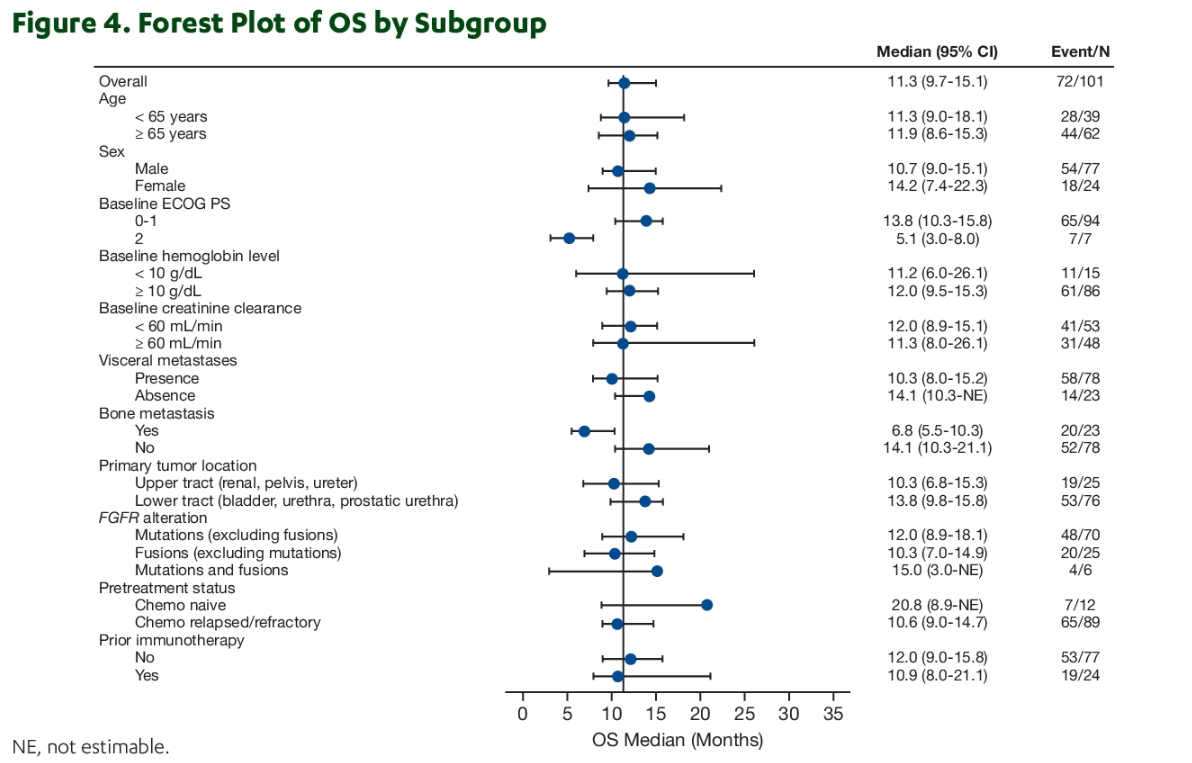 Figure 4. Forest Plot of OS by Subgroup
Median (95% CI) Event/N
Overall 11.3 (9.7-15.1) 72/101
Age
< 65 years 11.3 (9.0-18.1) 28/39
≥ 65 years 11.9 (8.6-15.3) 44/62
Sex
Male 10.7 (9.0-15.1) 54/77
Female 14.2 (7.4-22.3) 18/24
Baseline ECOG PS
0-1 13.8 (10.3-15.8) 65/94
2 5.1 (3.0-8.0) 7/7
Baseline hemoglobin level
< 10 g/dL 11.2 (6.0-26.1) 11/15
≥ 10 g/dL 12.0 (9.5-15.3) 61/86
Baseline creatinine clearance
< 60 mL/min 12.0 (8.9-15.1) 41/53
≥ 60 mL/min 11.3 (8.0-26.1) 31/48
Visceral metastases
Presence 10.3 (8.0-15.2) 58/78
Absence 14.1 (10.3-NE) 14/23
Bone metastasis
Yes 6.8 (5.5-10.3) 20/23
No 14.1 (10.3-21.1) 52/78
Primary tumor location
Upper tract (renal, pelvis, ureter) 10.3 (6.8-15.3) 19/25
Lower tract (bladder, urethra, prostatic urethra) 13.8 (9.8-15.8) 53/76
FGFR alteration
Mutations (excluding fusions) 12.0 (8.9-18.1) 48/70
Fusions (excluding mutations) 10.3 (7.0-14.9) 20/25
Mutations and fusions 15.0 (3.0-NE) 4/6
Pretreatment status
Chemo naive 20.8 (8.9-NE) 7/12
Chemo relapsed/refractory 10.6 (9.0-14.7) 65/89
Prior immunotherapy
No 12.0 (9.0-15.8) 53/77
Yes 10.9 (8.0-21.1) 19/24
0 5 10 15 20 25 30 35
OS Median (Months)
NE, not estimable.